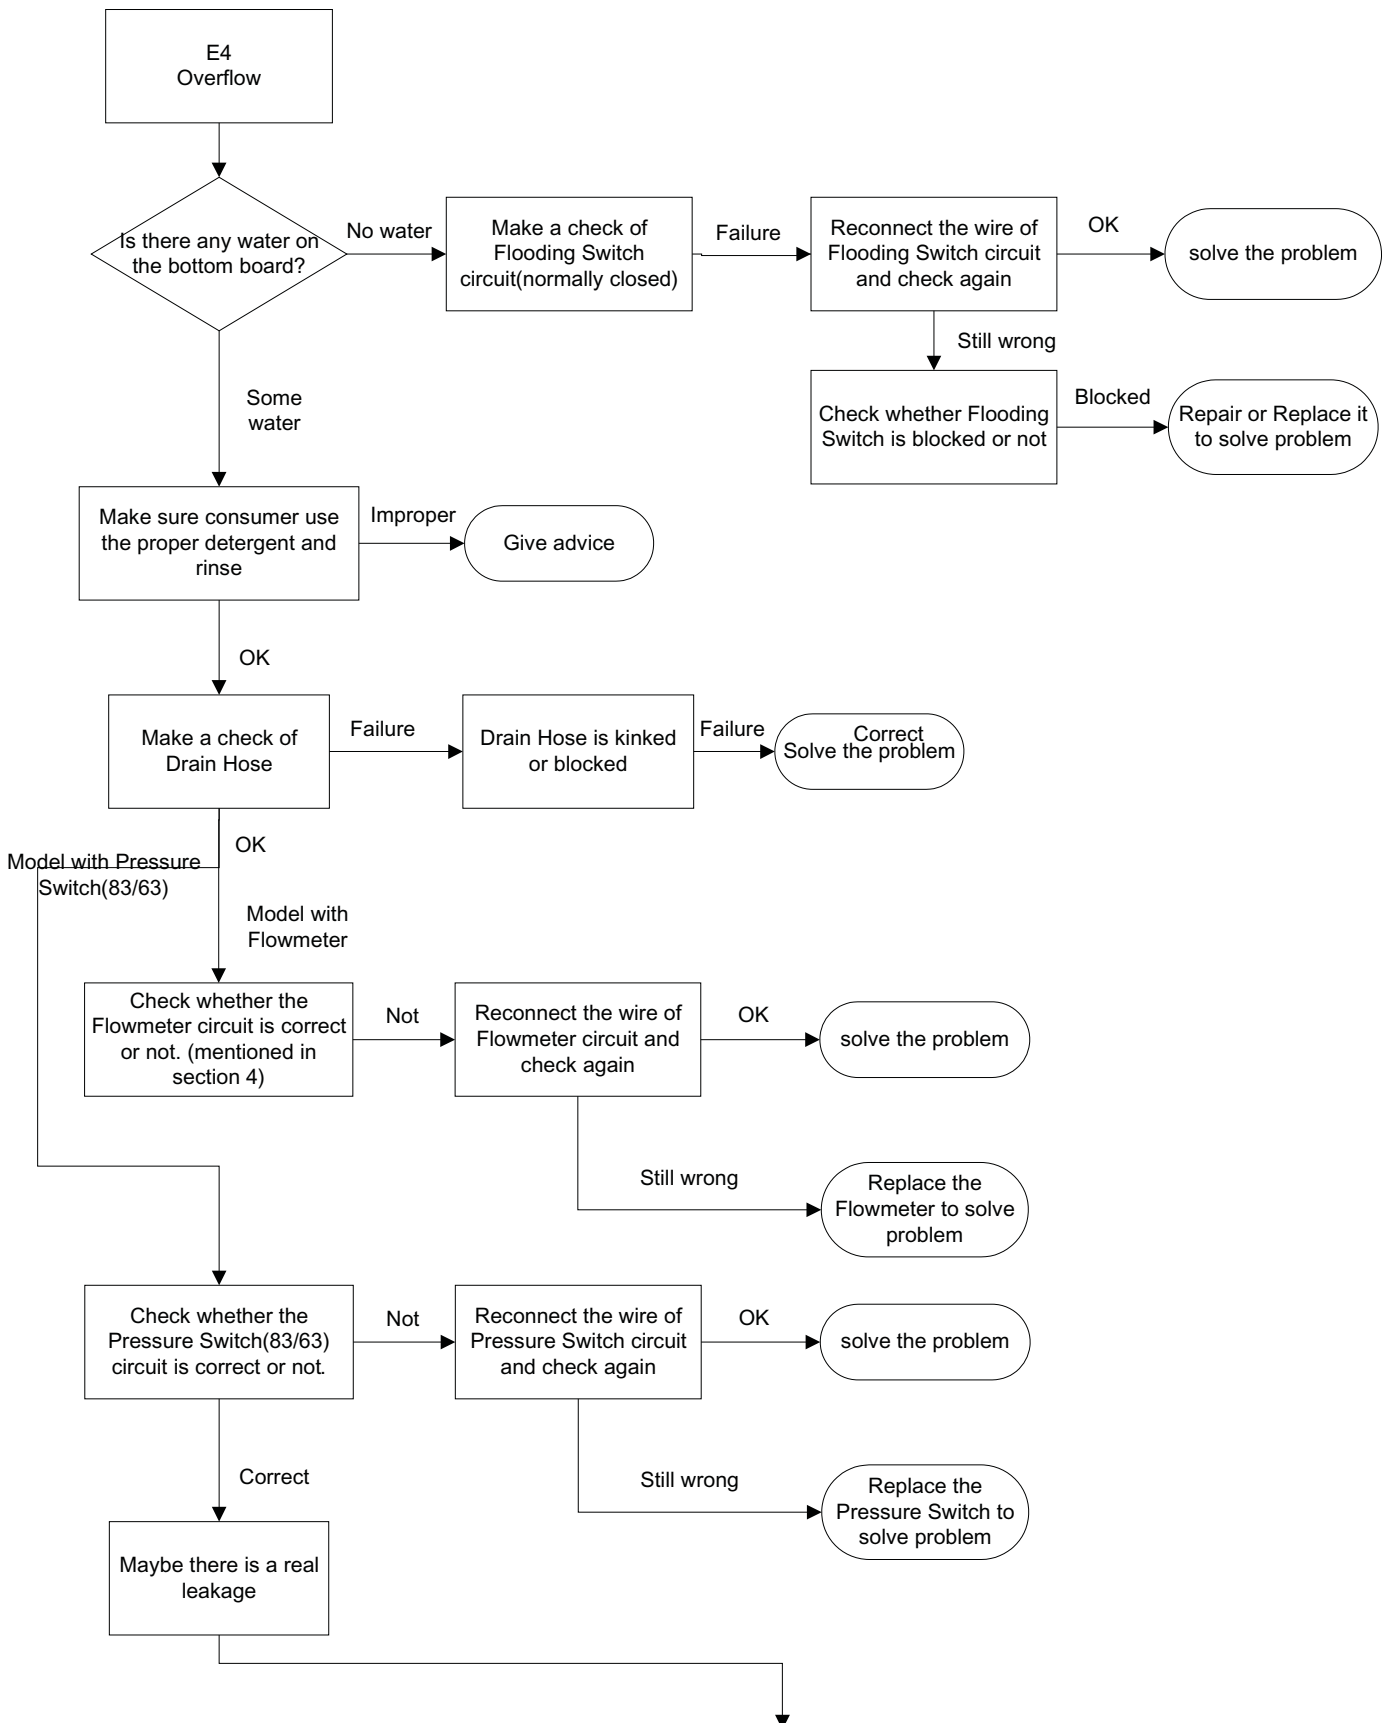 E4
Overflow
Is there any water on
the bottom board?
No water
Make a check of
Flooding Switch
circuit(normally closed)
Failure
Reconnect the wire of
Flooding Switch circuit
and check again
OK
solve the problem
Still wrong
Check whether Flooding
Switch is blocked or not
Blocked
Repair or Replace it
to solve problem
Some
water
Make sure consumer use
the proper detergent and
rinse
Improper
Give advice
OK
Make a check of
Drain Hose
Failure
Drain Hose is kinked
or blocked
Failure
Correct
Solve the problem
OK
Model with Pressure
Switch(83/63)
Model with
Flowmeter
Check whether the
Flowmeter circuit is correct
or not. (mentioned in
section 4)
Not
Reconnect the wire of
Flowmeter circuit and
check again
OK
solve the problem
Still wrong
Replace the
Flowmeter to solve
problem
Check whether the
Pressure Switch(83/63)
circuit is correct or not.
Not
Reconnect the wire of
Pressure Switch circuit
and check again
OK
solve the problem
Still wrong
Replace the
Pressure Switch to
solve problem
Correct
Maybe there is a real
leakage